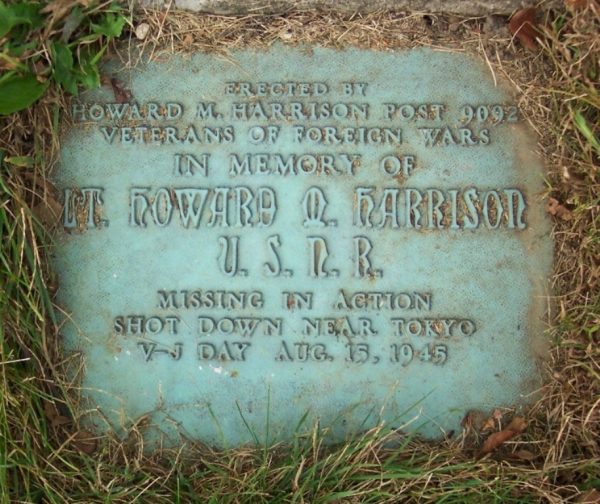 ERECTED BY
HOWARD M. HARRISON POST 9092
VETERANS OF FOREIGN WARS
IN MEMORY OF
LT. HOWARD M. HARRISON
U. S. N. R.
MISSING IN ACTION
SHOT DOWN NEAR TOKYO
V-J DAY AUG. 15, 1945